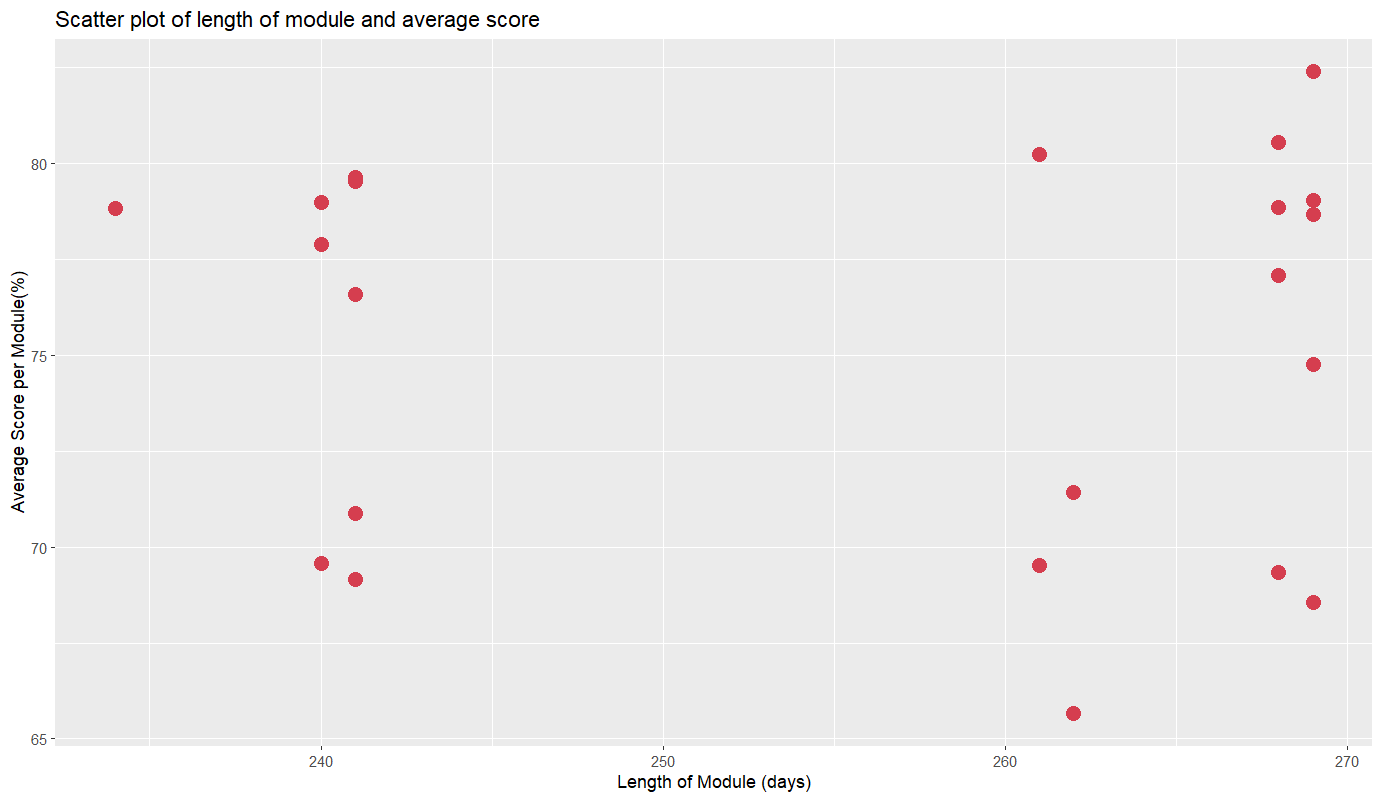 Scatter plot of length of module and average score
Average Score per Module(%)
80
75
70
65
240
250
260
270
Length of Module (days)